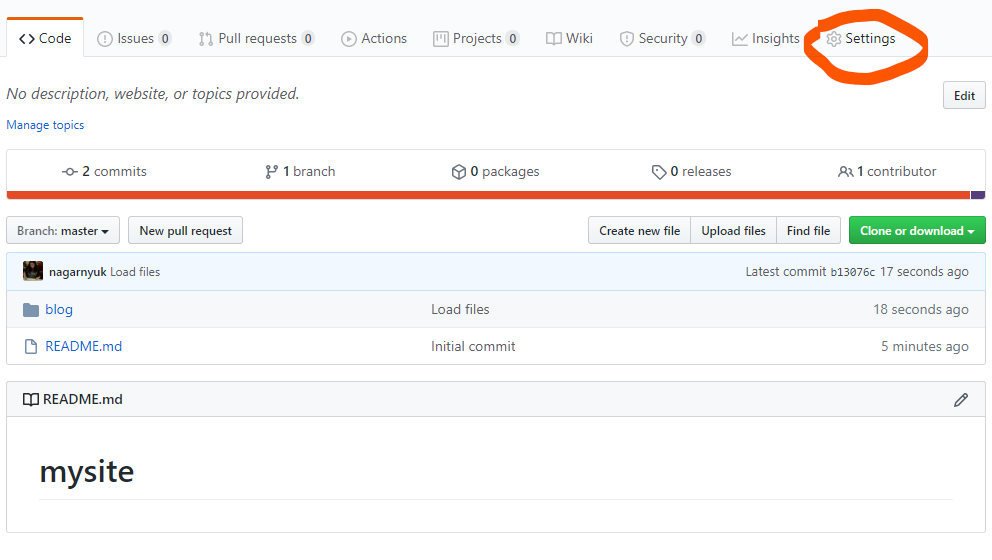 Code Issues 0 Pull requests 0 Actions Projects 0 Wiki Security 0 Insights Settings
No description, website, or topics provided. Edit
Manage topics
2 commits 1 branch 0 packages 0 releases 1 contributor
Branch: master New pull request Create new file Upload files Find file Clone or download
nagarnyuk Load files Latest commit b13076c 17 seconds ago
blog Load files 18 seconds ago
README.md Initial commit 5 minutes ago
README.md
mysite